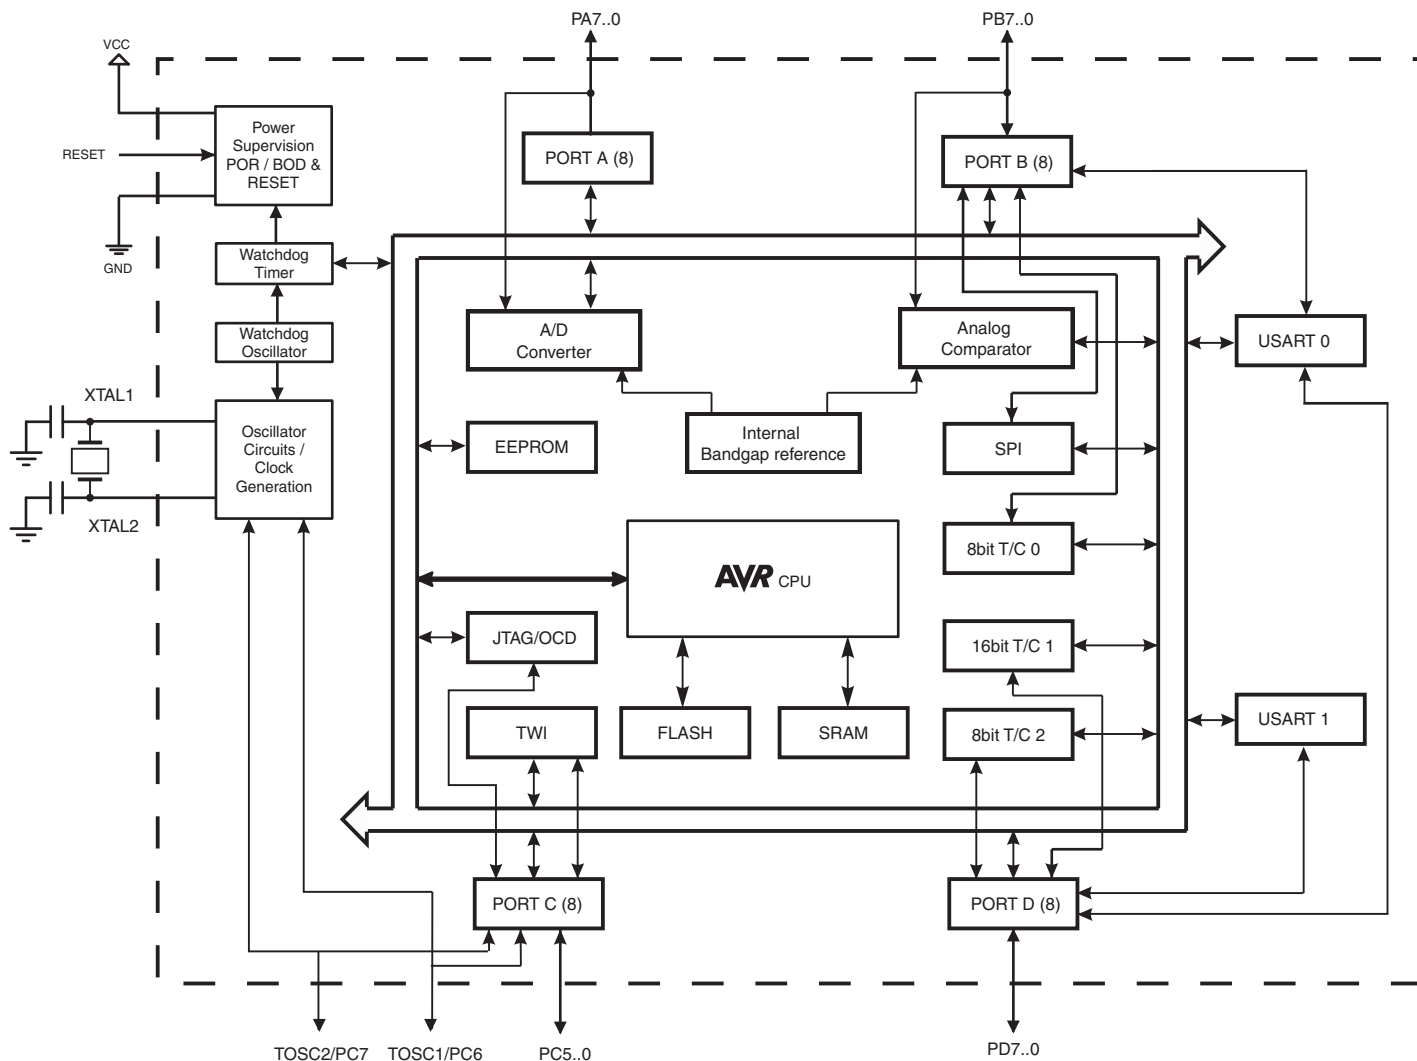 PA7..0
PB7..0
VCC
RESET
GND
Power
Supervision
POR / BOD &
RESET
PORT A (8)
PORT B (8)
Watchdog
Timer
Watchdog
Oscillator
A/D
Converter
Analog
Comparator
USART 0
XTAL1
XTAL2
Oscillator
Circuits /
Clock
Generation
EEPROM
Internal
Bandgap reference
SPI
AVR CPU
8bit T/C 0
JTAG/OCD
16bit T/C 1
TWI
FLASH
SRAM
8bit T/C 2
USART 1
PORT C (8)
PORT D (8)
TOSC2/PC7
TOSC1/PC6
PC5..0
PD7..0